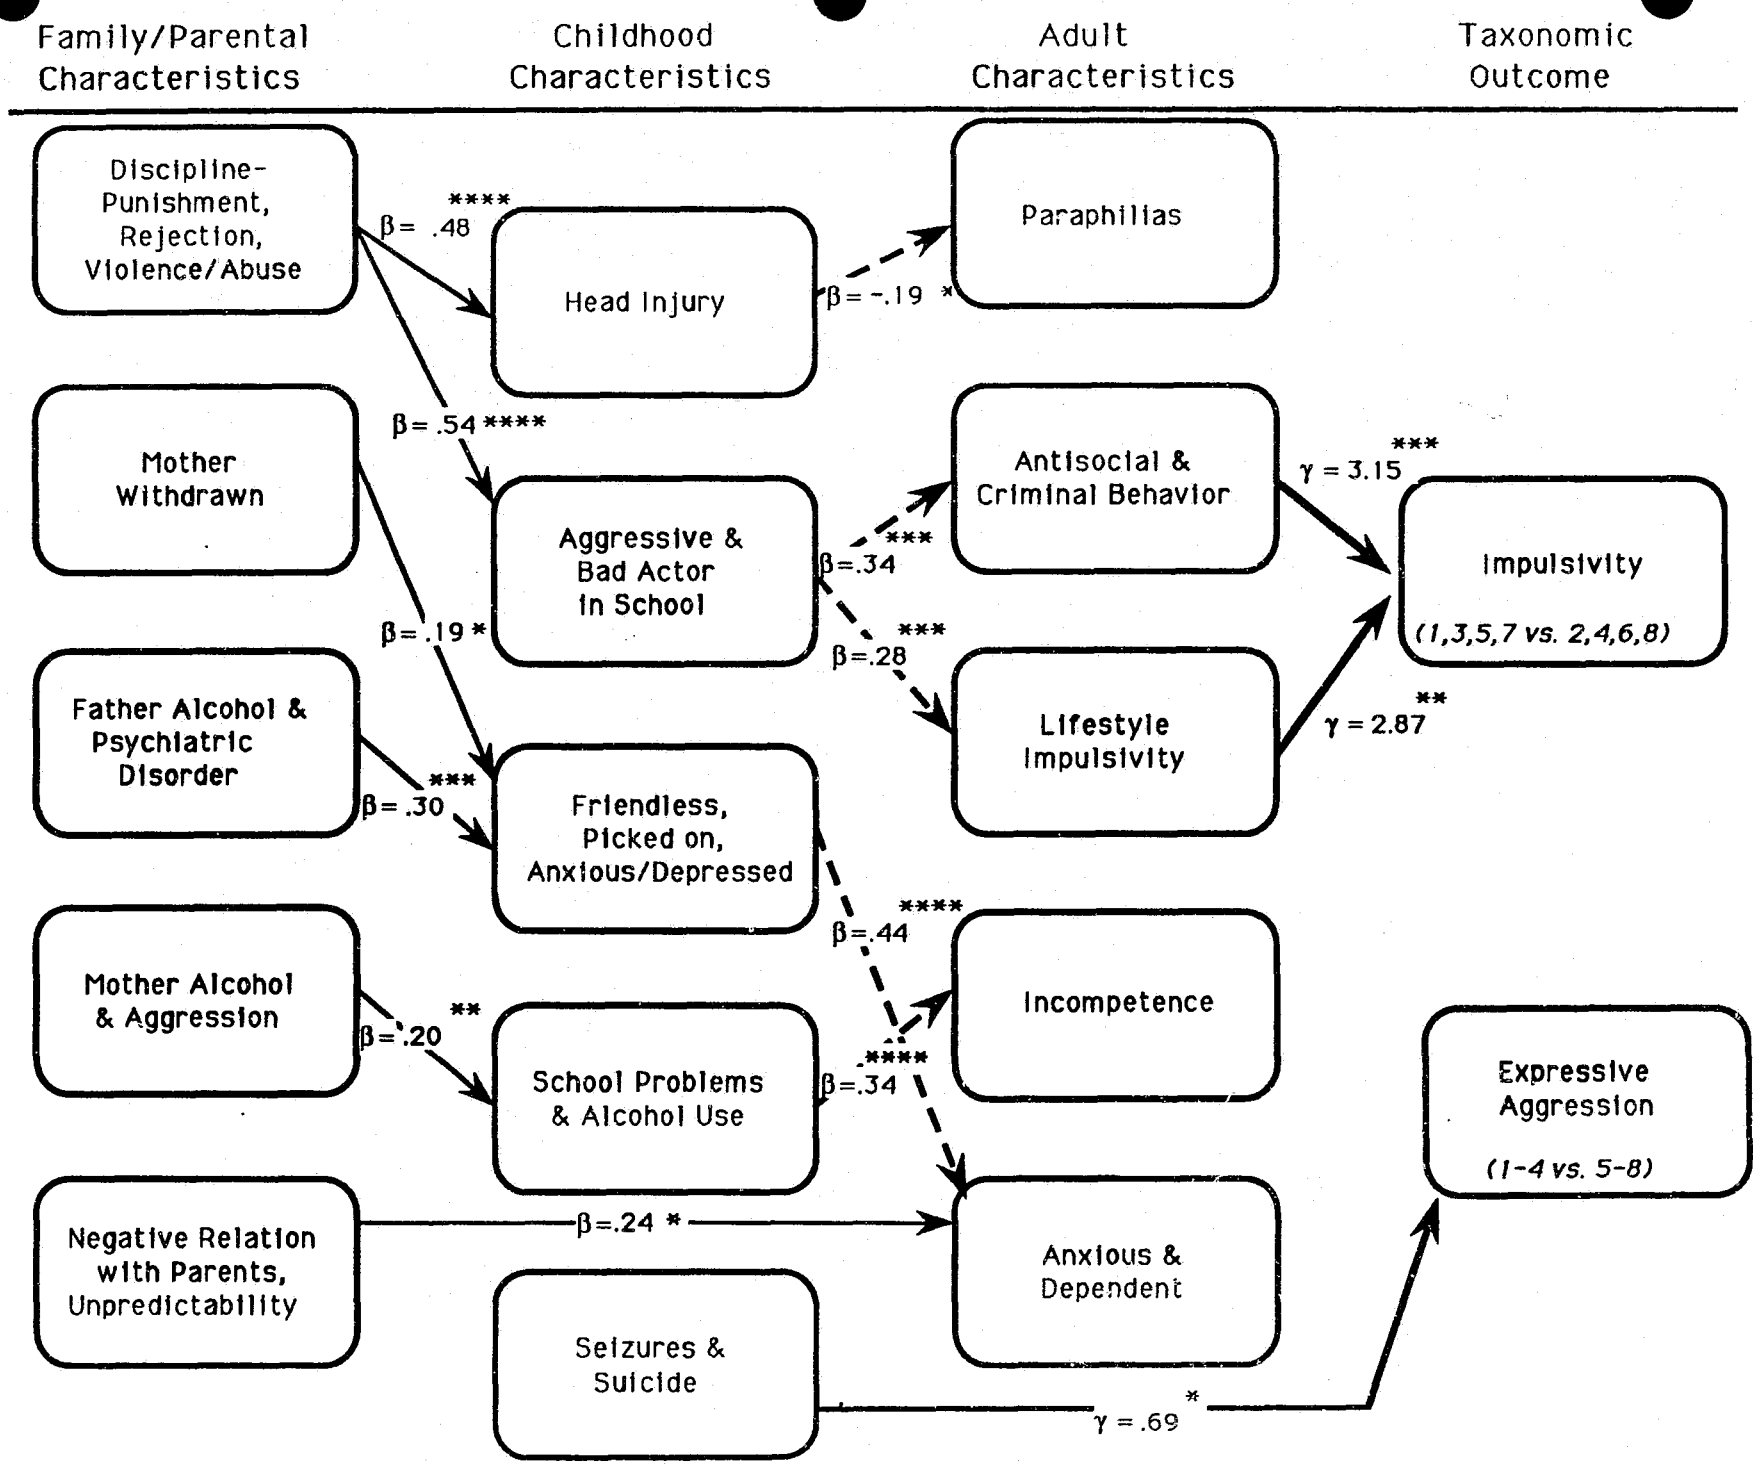 Family/Parental
Characteristics
Childhood
Characteristics
Adult
Characteristics
Taxonomic
Outcome
Discipline-
Punishment,
Rejection,
Violence/Abuse
****
β= .48
Head Injury
Paraphilias
β=-.19 *
Mother
Withdrawn
β=.54 ****
Aggressive &
Bad Actor
in School
Antisocial &
Criminal Behavior
***
γ = 3.15
Impulsivity
(1,3,5,7 vs. 2,4,6,8)
***
β=.34
***
β=.28
β=.19 *
Father Alcohol &
Psychiatric
Disorder
***
β=.30
Friendless,
Picked on,
Anxious/Depressed
Lifestyle
Impulsivity
**
γ = 2.87
****
β=.44
Mother Alcohol
& Aggression
**
β=.20
School Problems
& Alcohol Use
****
β=.34
Incompetence
Expressive
Aggression
(1-4 vs. 5-8)
Negative Relation
with Parents,
Unpredictability
β=.24 *
Anxious &
Dependent
Seizures &
Suicide
*
γ =.69